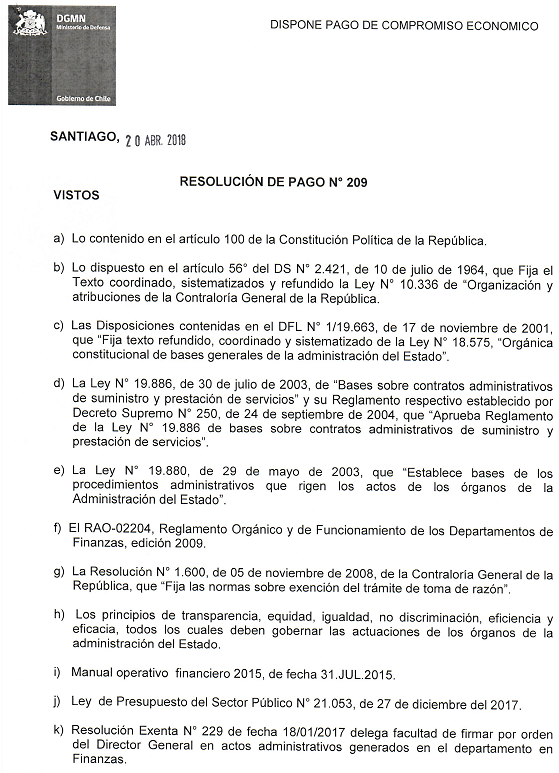 DGMN
Ministerio de Defensa
Gobierno de Chile
DISPONE PAGO DE COMPROMISO ECONOMICO
SANTIAGO, 20 ABR. 2018
RESOLUCIÓN DE PAGO N° 209
VISTOS
a) Lo contenido en el artículo 100 de la Constitución Política de la República.
b) Lo dispuesto en el artículo 56° del DS N° 2.421, de 10 de julio de 1964, que Fija el
Texto coordinado, sistematizados y refundido la Ley N° 10.336 de “Organización y
atribuciones de la Contraloría General de la República.
c) Las Disposiciones contenidas en el DFL N° 1/19.663, de 17 de noviembre de 2001,
que “Fija texto refundido, coordinado y sistematizado de la Ley N° 18.575, “Orgánica
constitucional de bases generales de la administración del Estado”.
d) La Ley N° 19.886, de 30 de julio de 2003, de “Bases sobre contratos administrativos
de suministro y prestación de servicios” y su Reglamento respectivo establecido por
Decreto Supremo N° 250, de 24 de septiembre de 2004, que “Aprueba Reglamento
de la Ley N° 19.886 de bases sobre contratos administrativos de suministro y
prestación de servicios”.
e) La Ley N° 19.880, de 29 de mayo de 2003, que “Establece bases de los
procedimientos administrativos que rigen los actos de los órganos de la
Administración del Estado”.
f) El RAO-02204, Reglamento Orgánico y de Funcionamiento de los Departamentos de
Finanzas, edición 2009.
g) La Resolución N° 1.600, de 05 de noviembre de 2008, de la Contraloría General de la
República, que “Fija las normas sobre exención del trámite de toma de razón”.
h) Los principios de transparencia, equidad, igualdad, no discriminación, eficiencia y
eficacia, todos los cuales deben gobernar las actuaciones de los órganos de la
administración del Estado.
i) Manual operativo financiero 2015, de fecha 31.JUL.2015.
j) Ley de Presupuesto del Sector Público N° 21.053, de 27 de diciembre del 2017.
k) Resolución Exenta N° 229 de fecha 18/01/2017 delega facultad de firmar por orden
del Director General en actos administrativos generados en el departamento en
Finanzas.